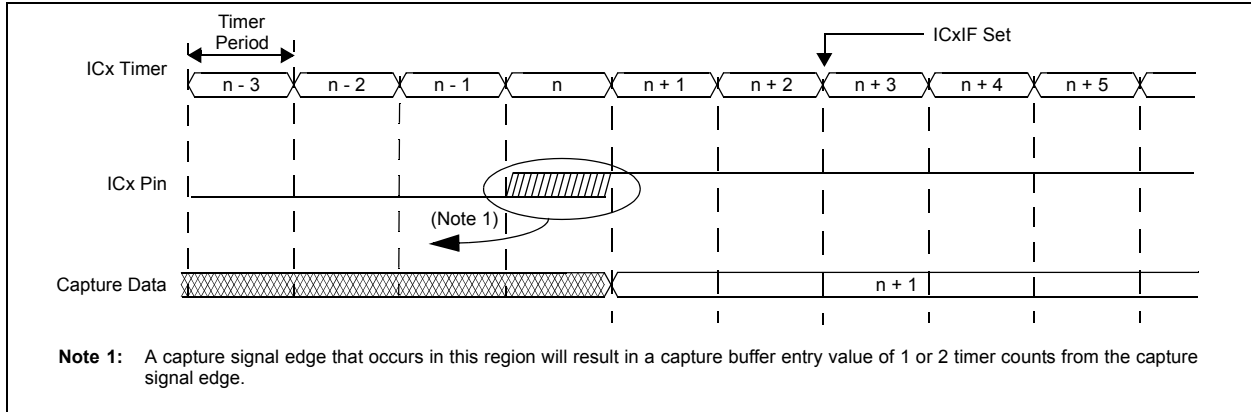 Timer
Period
ICxIF Set
ICx Timer
n - 3 n - 2 n - 1 n n + 1 n + 2 n + 3 n + 4 n + 5
ICx Pin
(Note 1)
Capture Data
n + 1
Note 1: A capture signal edge that occurs in this region will result in a capture buffer entry value of 1 or 2 timer counts from the capture
signal edge.